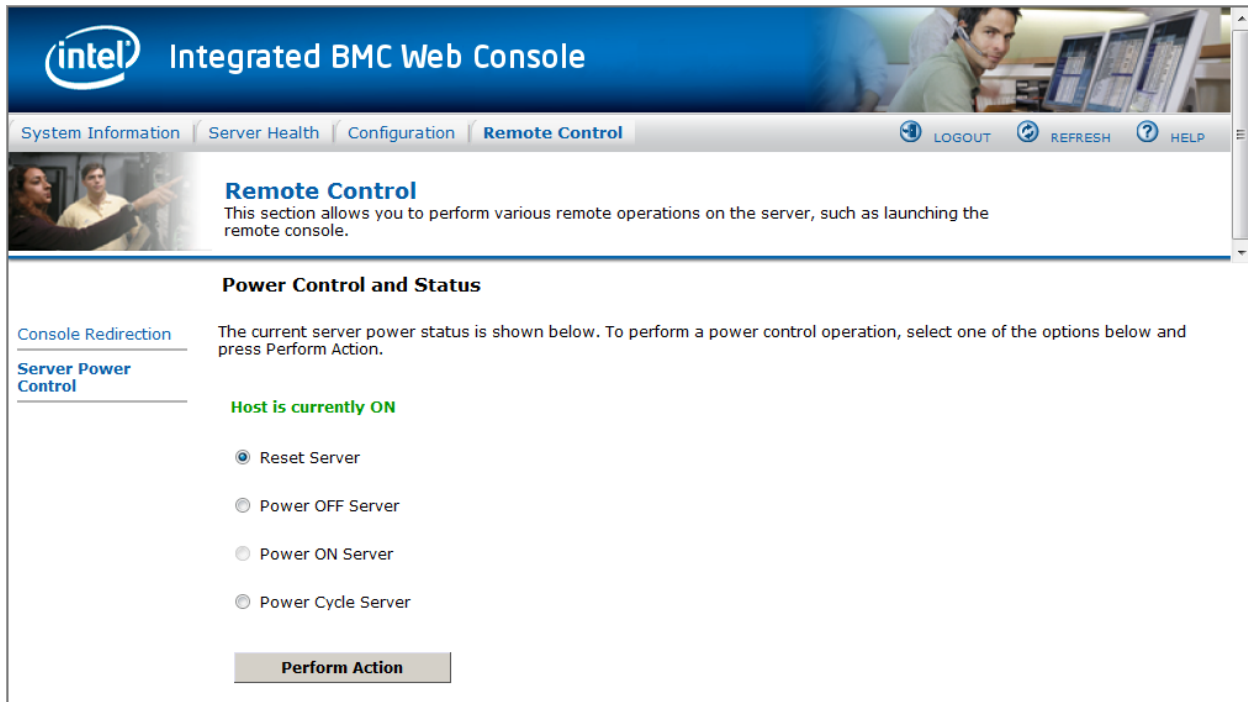 intel Integrated BMC Web Console
System Information Server Health Configuration Remote Control LOGOUT REFRESH HELP
Remote Control
This section allows you to perform various remote operations on the server, such as launching the
remote console.
Power Control and Status
Console Redirection
Server Power
Control
The current server power status is shown below. To perform a power control operation, select one of the options below and
press Perform Action.
Host is currently ON
Reset Server
Power OFF Server
Power ON Server
Power Cycle Server
Perform Action